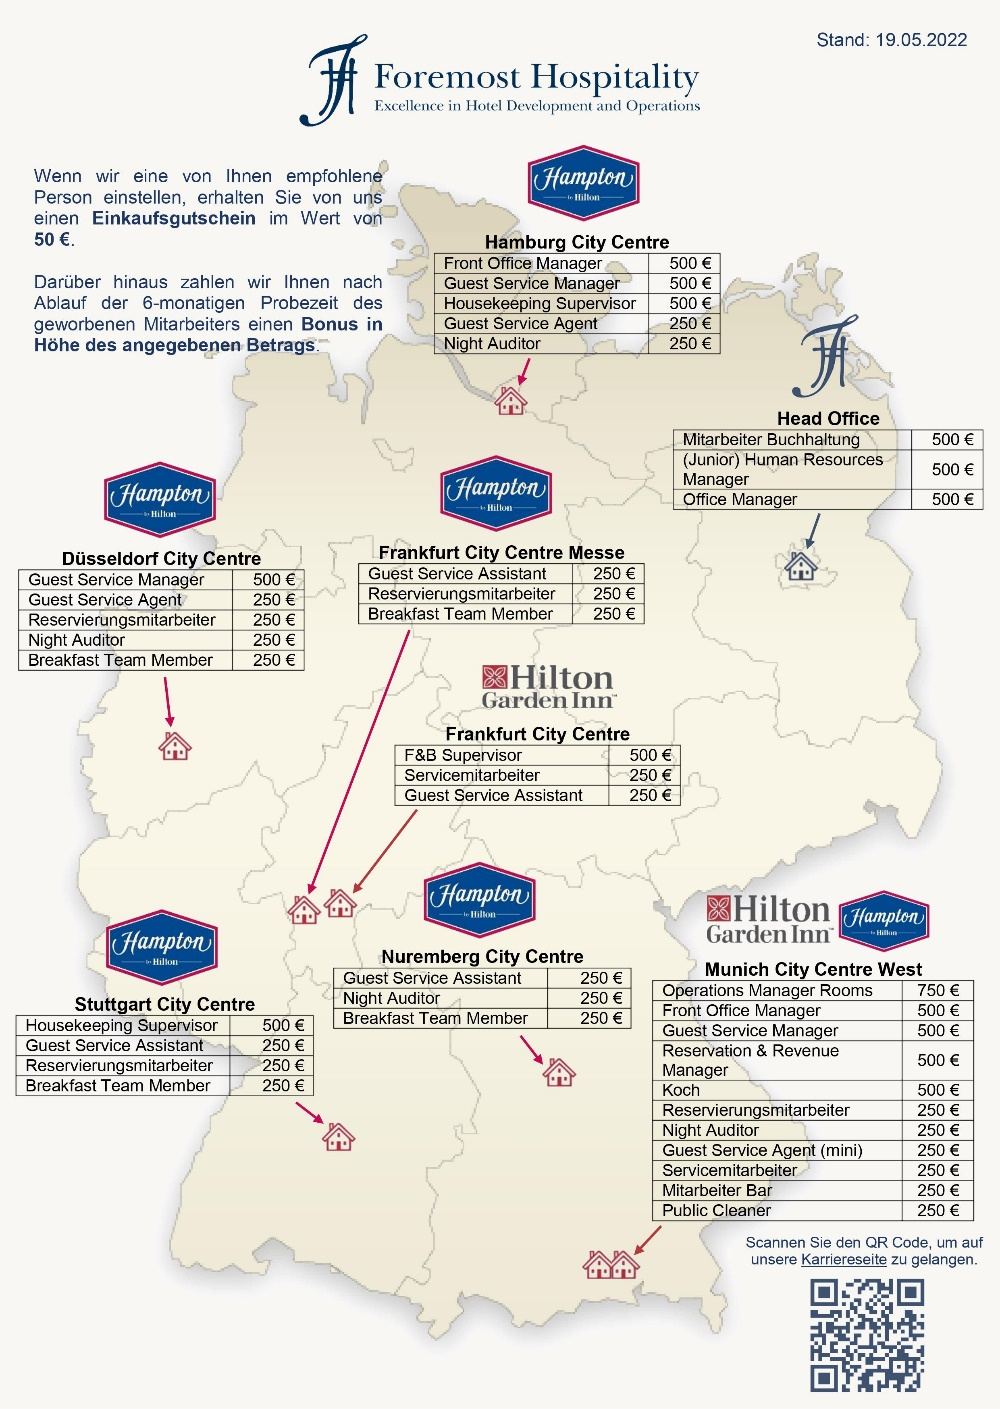 Stand: 19.05.2022
Foremost Hospitality
Excellence in Hotel Development and Operations
Wenn wir eine von Ihnen empfohlene
Person einstellen, erhalten Sie von uns
einen Einkaufsgutschein im Wert von
50 €.
Darüber hinaus zahlen wir Ihnen nach
Ablauf der 6-monatigen Probezeit des
geworbenen Mitarbeiters einen Bonus in
Höhe des angegebenen Betrags.
Hampton
by Hilton
Hamburg City Centre
Front Office Manager 500 €
Guest Service Manager 500 €
Housekeeping Supervisor 500 €
Guest Service Agent 250 €
Night Auditor 250 €
Head Office
Mitarbeiter Buchhaltung 500 €
(Junior) Human Resources
Manager 500 €
Office Manager 500 €
Hampton
by Hilton
Düsseldorf City Centre
Guest Service Manager 500 €
Guest Service Agent 250 €
Reservierungsmitarbeiter 250 €
Night Auditor 250 €
Breakfast Team Member 250 €
Hampton
by Hilton
Frankfurt City Centre Messe
Guest Service Assistant 250 €
Reservierungsmitarbeiter 250 €
Breakfast Team Member 250 €
Hilton
Garden Inn™
Frankfurt City Centre
F&B Supervisor 500 €
Servicemitarbeiter 250 €
Guest Service Assistant 250 €
Hampton
by Hilton
Stuttgart City Centre
Housekeeping Supervisor 500 €
Guest Service Assistant 250 €
Reservierungsmitarbeiter 250 €
Breakfast Team Member 250 €
Hampton
by Hilton
Nuremberg City Centre
Guest Service Assistant 250 €
Night Auditor 250 €
Breakfast Team Member 250 €
Hilton
Garden Inn™
Hampton
by Hilton
Munich City Centre West
Operations Manager Rooms 750 €
Front Office Manager 500 €
Guest Service Manager 500 €
Reservation & Revenue
Manager 500 €
Koch 500 €
Reservierungsmitarbeiter 250 €
Night Auditor 250 €
Guest Service Agent (mini) 250 €
Servicemitarbeiter 250 €
Mitarbeiter Bar 250 €
Public Cleaner 250 €
Scannen Sie den QR Code, um auf
unsere Karriereseite zu gelangen.